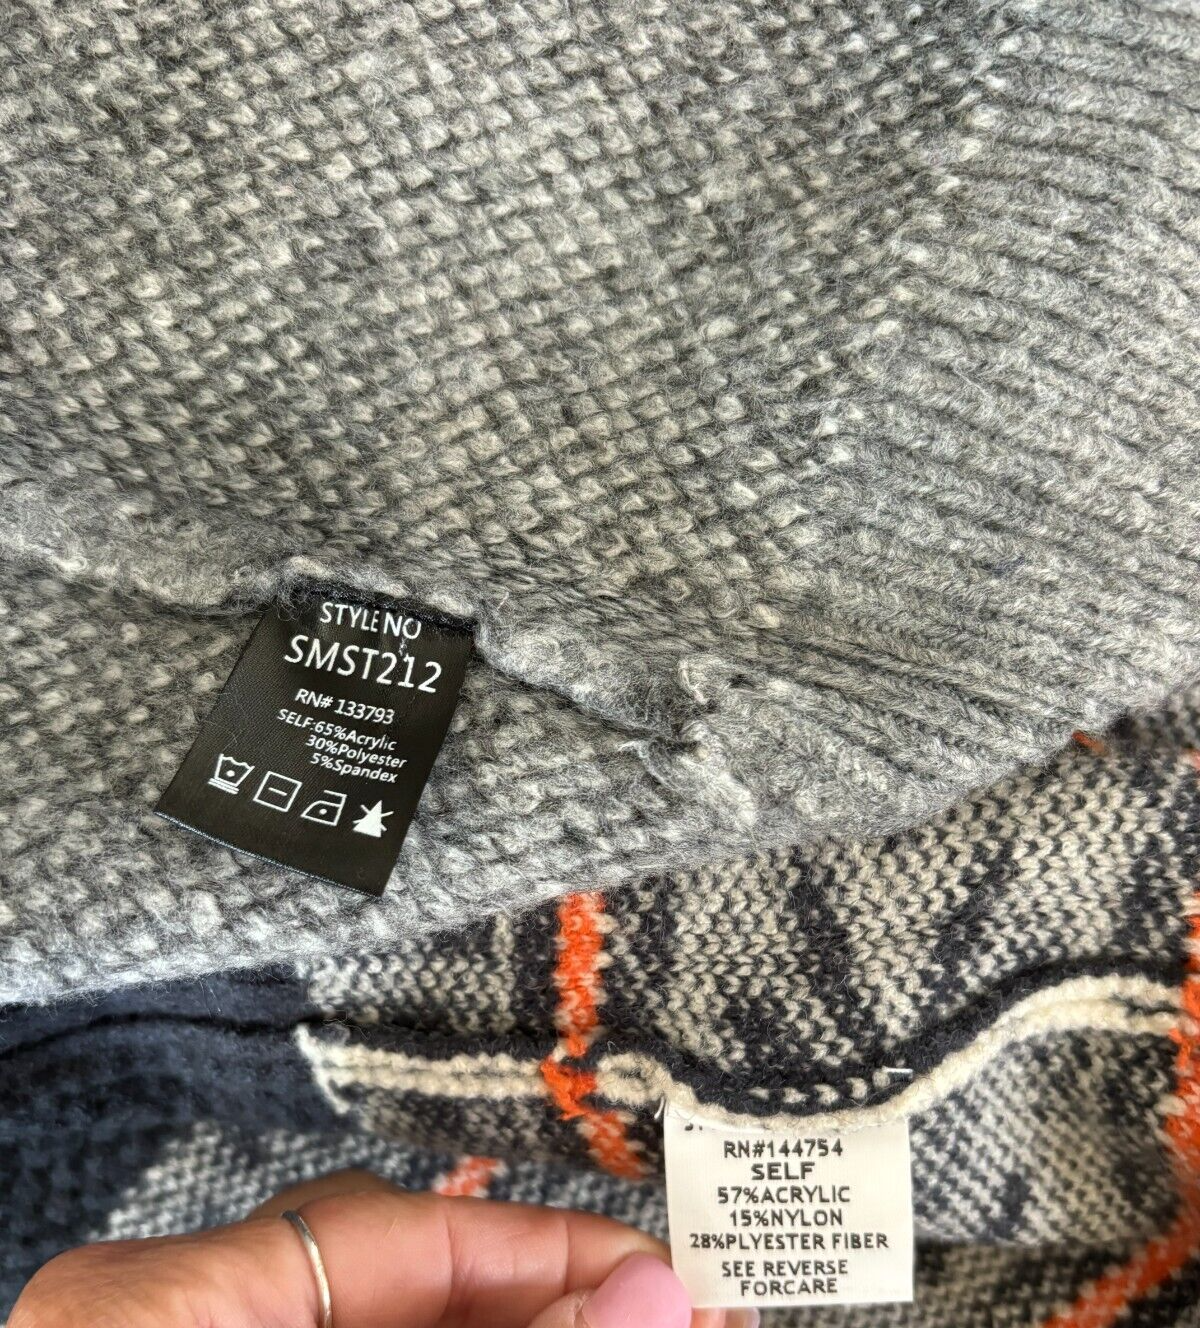 STYLE NO
SMST212
RN# 133793
SELF:65%Acrylic
30%Polyester
5%Spandex
RN#144754
SELF
57%ACRYLIC
15%NYLON
28%PLYESTER FIBER
SEE REVERSE
FORCARE